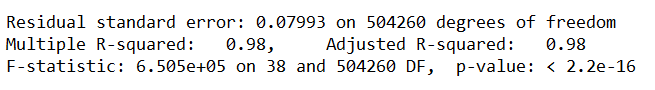 Residual standard error: 0.07993 on 504260 degrees of freedom
Multiple R-squared:   0.98,     Adjusted R-squared:   0.98
F-statistic: 6.505e+05 on 38 and 504260 DF,  p-value: < 2.2e-16